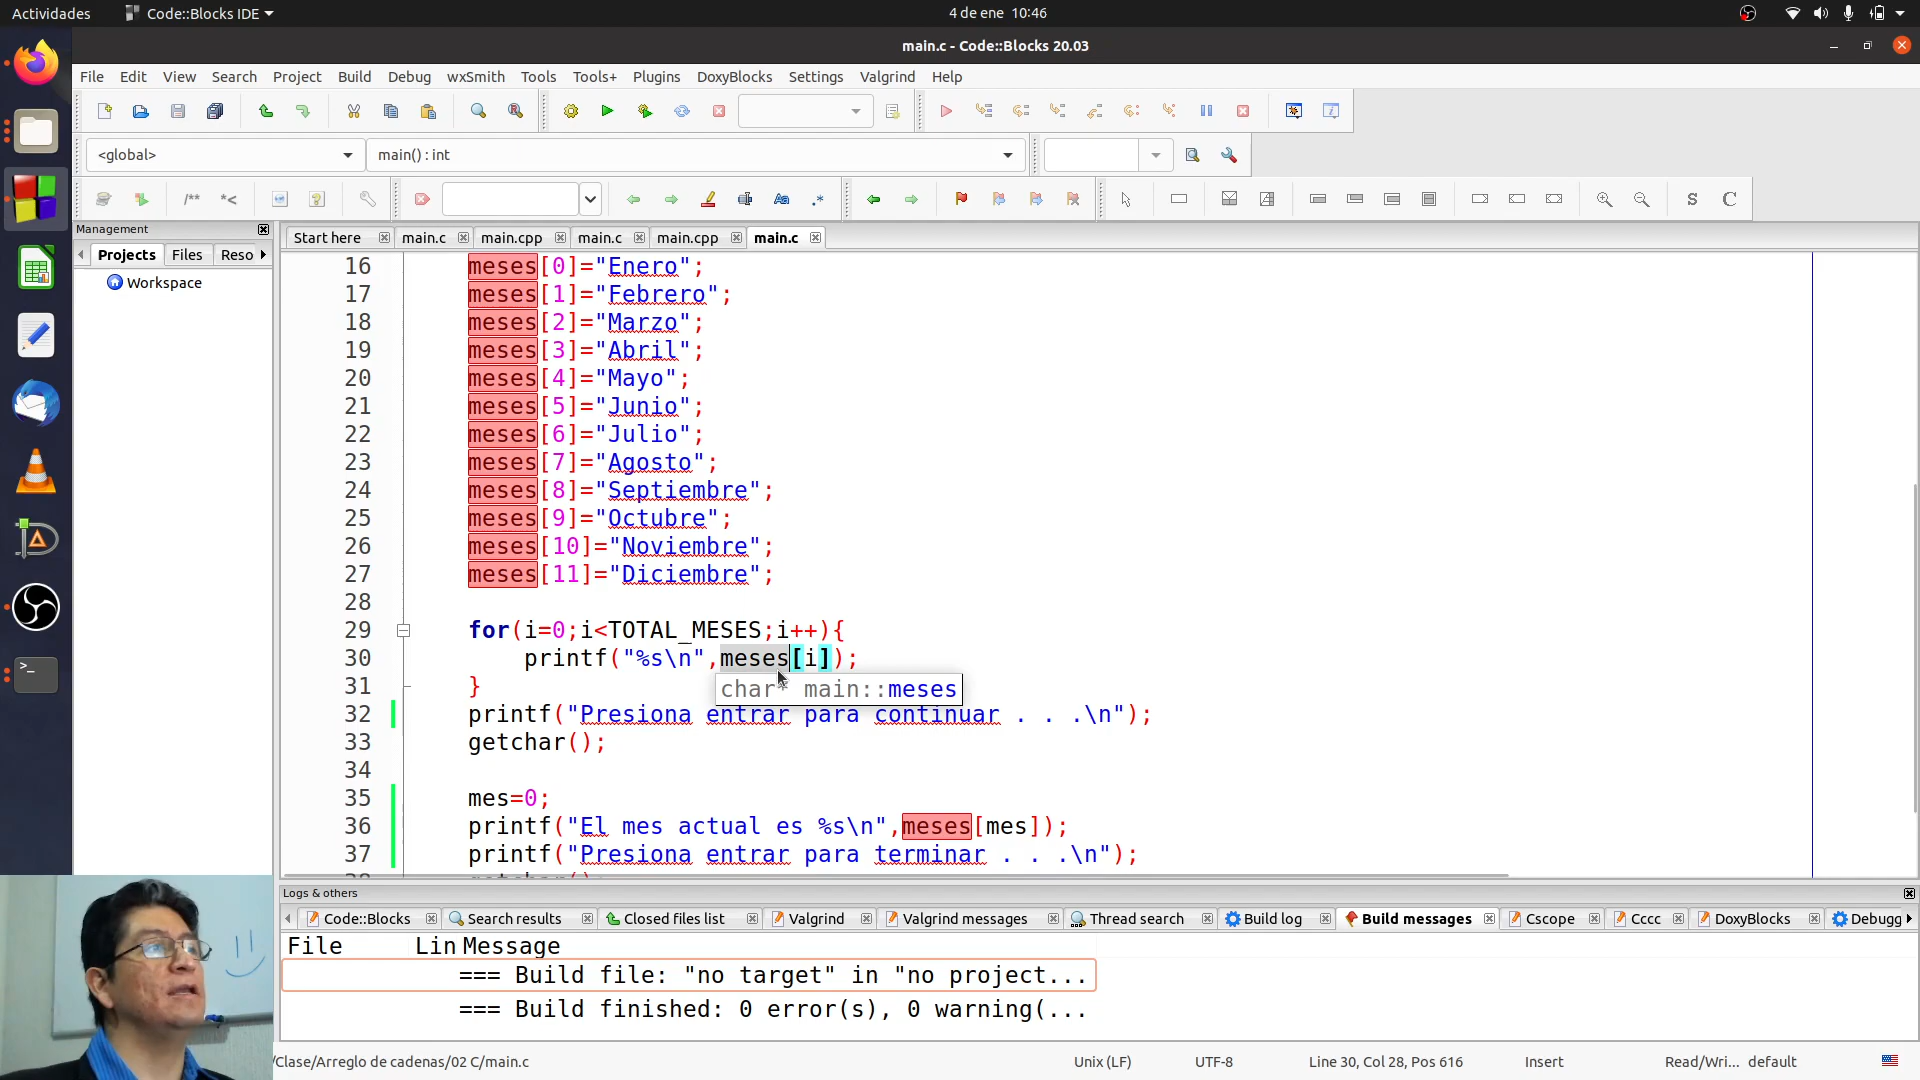 Actividades Code::Blocks IDE 4 de ene 10:46
main.c - Code::Blocks 20.03
File Edit View Search Project Build Debug wxSmith Tools Tools+ Plugins DoxyBlocks Settings Valgrind Help
<global> main() : int
/** *< Aa .* S C
Management
Projects Files Reso
Workspace
Start here main.c main.cpp main.c main.cpp main.c
16 meses[0]="Enero";
17 meses[1]="Febrero";
18 meses[2]="Marzo";
19 meses[3]="Abril";
20 meses[4]="Mayo";
21 meses[5]="Junio";
22 meses[6]="Julio";
23 meses[7]="Agosto";
24 meses[8]="Septiembre";
25 meses[9]="Octubre";
26 meses[10]="Noviembre";
27 meses[11]="Diciembre";
28
29 for(i=0;i<TOTAL_MESES;i++){
30 printf("%s\n",meses[i]);
31 }
char* main::meses
32 printf("Presiona entrar para continuar . . .\n");
33 getchar();
34
35 mes=0;
36 printf("El mes actual es %s\n",meses[mes]);
37 printf("Presiona entrar para terminar . . .\n");
Logs & others
Code::Blocks Search results Closed files list Valgrind Valgrind messages Thread search Build log Build messages Cscope Cccc DoxyBlocks Debugg
File Lin Message
=== Build file: "no target" in "no project...
=== Build finished: 0 error(s), 0 warning(...
/Clase/Arreglo de cadenas/02 C/main.c Unix (LF) UTF-8 Line 30, Col 28, Pos 616 Insert Read/Wri... default